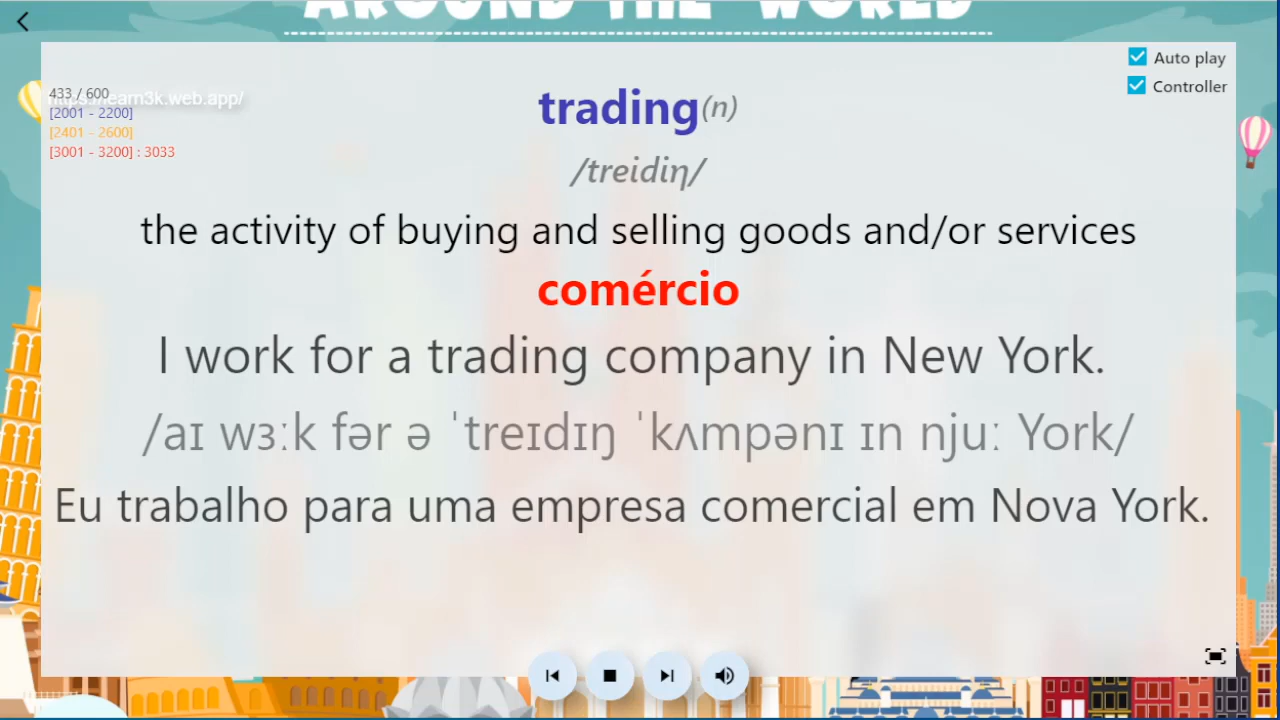 AROUND THE WORLD
Auto play
Controller
433 / 600
https://learn3k.web.app/
[2001 - 2200]
[2401 - 2600]
[3001 - 3200] : 3033
trading(n)
/treidiη/
the activity of buying and selling goods and/or services
comércio
I work for a trading company in New York.
/aɪ wɜːk fər ə ˈtreɪdɪŋ ˈkʌmpənɪ ɪn njuː York/
Eu trabalho para uma empresa comercial em Nova York.